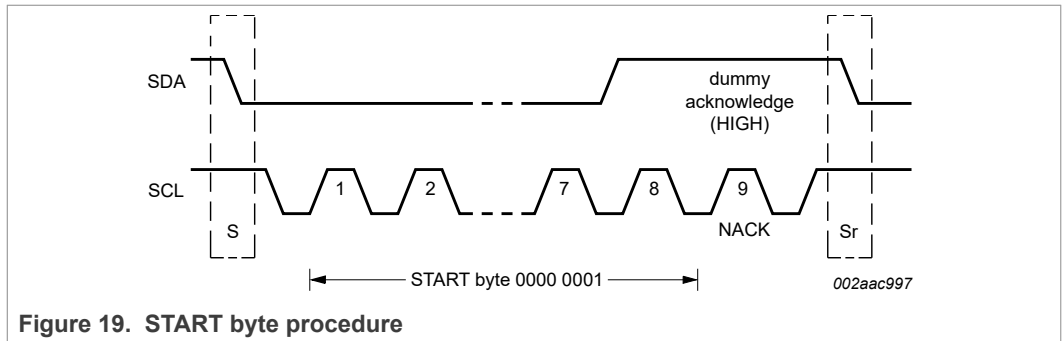 SDA
dummy
acknowledge
(HIGH)
SCL
1
2
7
8
9
S
NACK
Sr
START byte 0000 0001
002aac997
Figure 19. START byte procedure